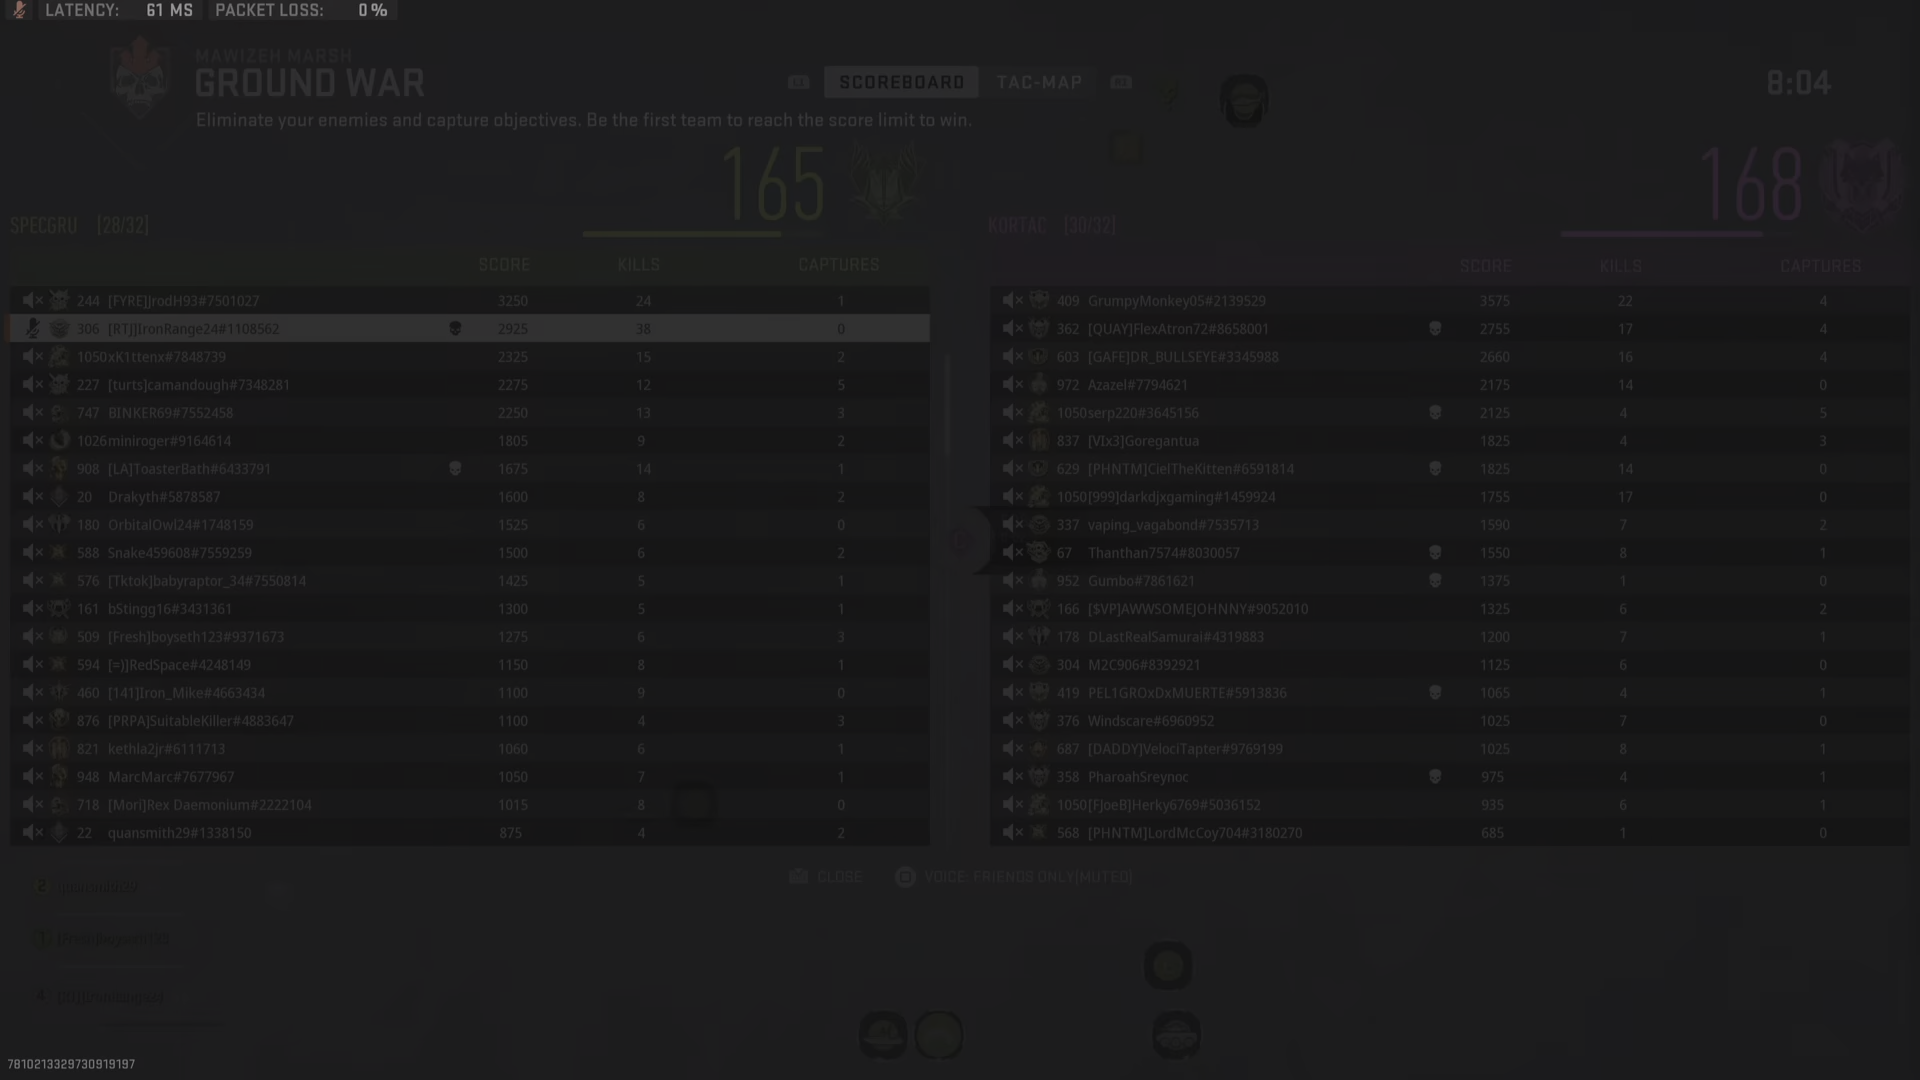 LATENCY: 61 MS PACKET LOSS: 0 %
MAWIZEH MARSH
GROUND WAR
Eliminate your enemies and capture objectives. Be the first team to reach the score limit to win.
SCOREBOARD TAC-MAP
8:04
SPECGRU [28/32] 165
SCORE KILLS CAPTURES
244 [FYRE]JrodH93#7501027 3250 24 1
306 [RTJ]IronRange24#1108562 2925 38 0
1050 xK1ttenx#7848739 2325 15 2
227 [turts]camandough#7348281 2275 12 5
747 BINKER69#7552458 2250 13 3
1026 miniroger#9164614 1805 9 2
908 [LA]ToasterBath#6433791 1675 14 1
20 Drakyth#5878587 1600 8 2
180 OrbitalOwl24#1748159 1525 6 0
588 Snake459608#7559259 1500 6 2
576 [Tktok]babyraptor_34#7550814 1425 5 1
161 bStingg16#3431361 1300 5 1
509 [Fresh]boyseth123#9371673 1275 6 3
594 [=)]RedSpace#4248149 1150 8 1
460 [141]Iron_Mike#4663434 1100 9 0
876 [PRPA]SuitableKiller#4883647 1100 4 3
821 kethla2jr#6111713 1060 6 1
948 MarcMarc#7677967 1050 7 1
718 [Mori]Rex Daemonium#2222104 1015 8 0
22 quansmith29#1338150 875 4 2
KORTAC [30/32] 168
SCORE KILLS CAPTURES
409 GrumpyMonkey05#2139529 3575 22 4
362 [QUAY]FlexAtron72#8658001 2755 17 4
603 [GAFE]DR_BULLSEYE#3345988 2660 16 4
972 Azazel#7794621 2175 14 0
1050 serp220#3645156 2125 4 5
837 [VIx3]Goregantua 1825 4 3
629 [PHNTM]CielTheKitten#6591814 1825 14 0
1050 [999]darkdjxgaming#1459924 1755 17 0
337 vaping_vagabond#7535713 1590 7 2
67 Thanthan7574#8030057 1550 8 1
952 Gumbo#7861621 1375 1 0
166 [$VP]AWWSOMEJOHNNY#9052010 1325 6 2
178 DLastRealSamurai#4319883 1200 7 1
304 M2C906#8392921 1125 6 0
419 PEL1GROxDxMUERTE#5913836 1065 4 1
376 Windscare#6960952 1025 7 0
687 [DADDY]VelociTapter#9769199 1025 8 1
358 PharoahSreynoc 975 4 1
1050 [FJoeB]Herky6769#5036152 935 6 1
568 [PHNTM]LordMcCoy704#3180270 685 1 0
CLOSE VOICE: FRIENDS ONLY(MUTED)
7810213329730919197